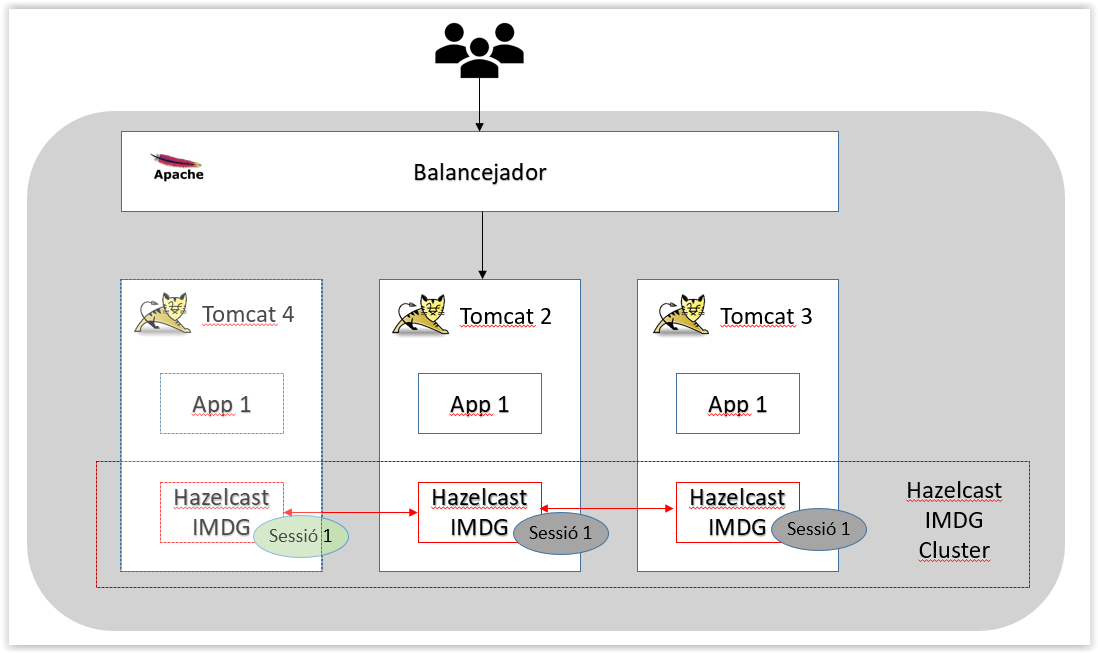 Apache
Balancejador
Tomcat 4
Tomcat 2
Tomcat 3
App 1
App 1
App 1
Hazelcast
IMDG
Sessió 1
Hazelcast
IMDG
Sessió 1
Hazelcast
IMDG
Sessió 1
Hazelcast
IMDG
Cluster